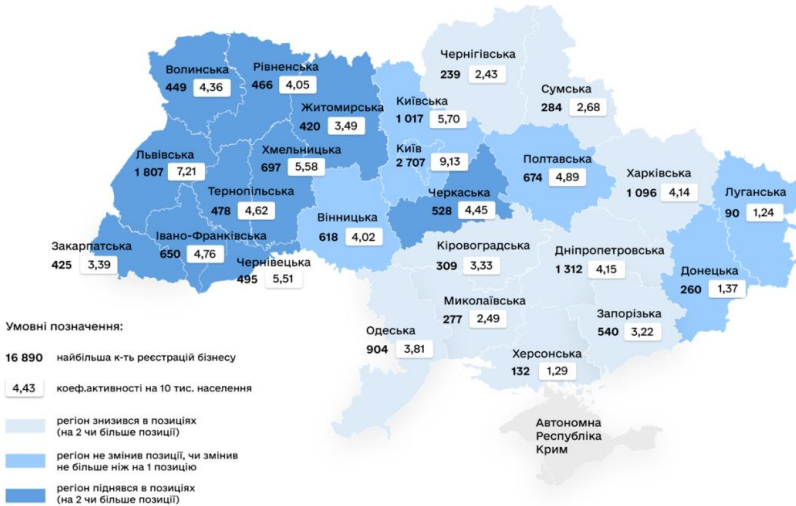 Чернігівська
239 2,43
Волинська
449 4,36
Рівненська
466 4,05
Сумська
284 2,68
Житомирська
420 3,49
Київська
1 017 5,70
Львівська
1 807 7,21
Хмельницька
697 5,58
Київ
2 707 9,13
Полтавська
674 4,89
Харківська
1 096 4,14
Луганська
90 1,24
Тернопільська
478 4,62
Черкаська
528 4,45
Вінницька
618 4,02
Закарпатська
425 3,39
Івано-Франківська
650 4,76
Чернівецька
495 5,51
Кіровоградська
309 3,33
Дніпропетровська
1 312 4,15
Донецька
260 1,37
Миколаївська
277 2,49
Запорізька
540 3,22
Одеська
904 3,81
Херсонська
132 1,29
Автономна
Республіка
Крим
Умовні позначення:
16 890 найбільша к-ть реєстрацій бізнесу
4,43 коеф.активності на 10 тис. населення
регіон знизився в позиціях
(на 2 чи більше позиції)
регіон не змінив позиції, чи змінив
не більше ніж на 1 позицію
регіон піднявся в позиціях
(на 2 чи більше позиції)